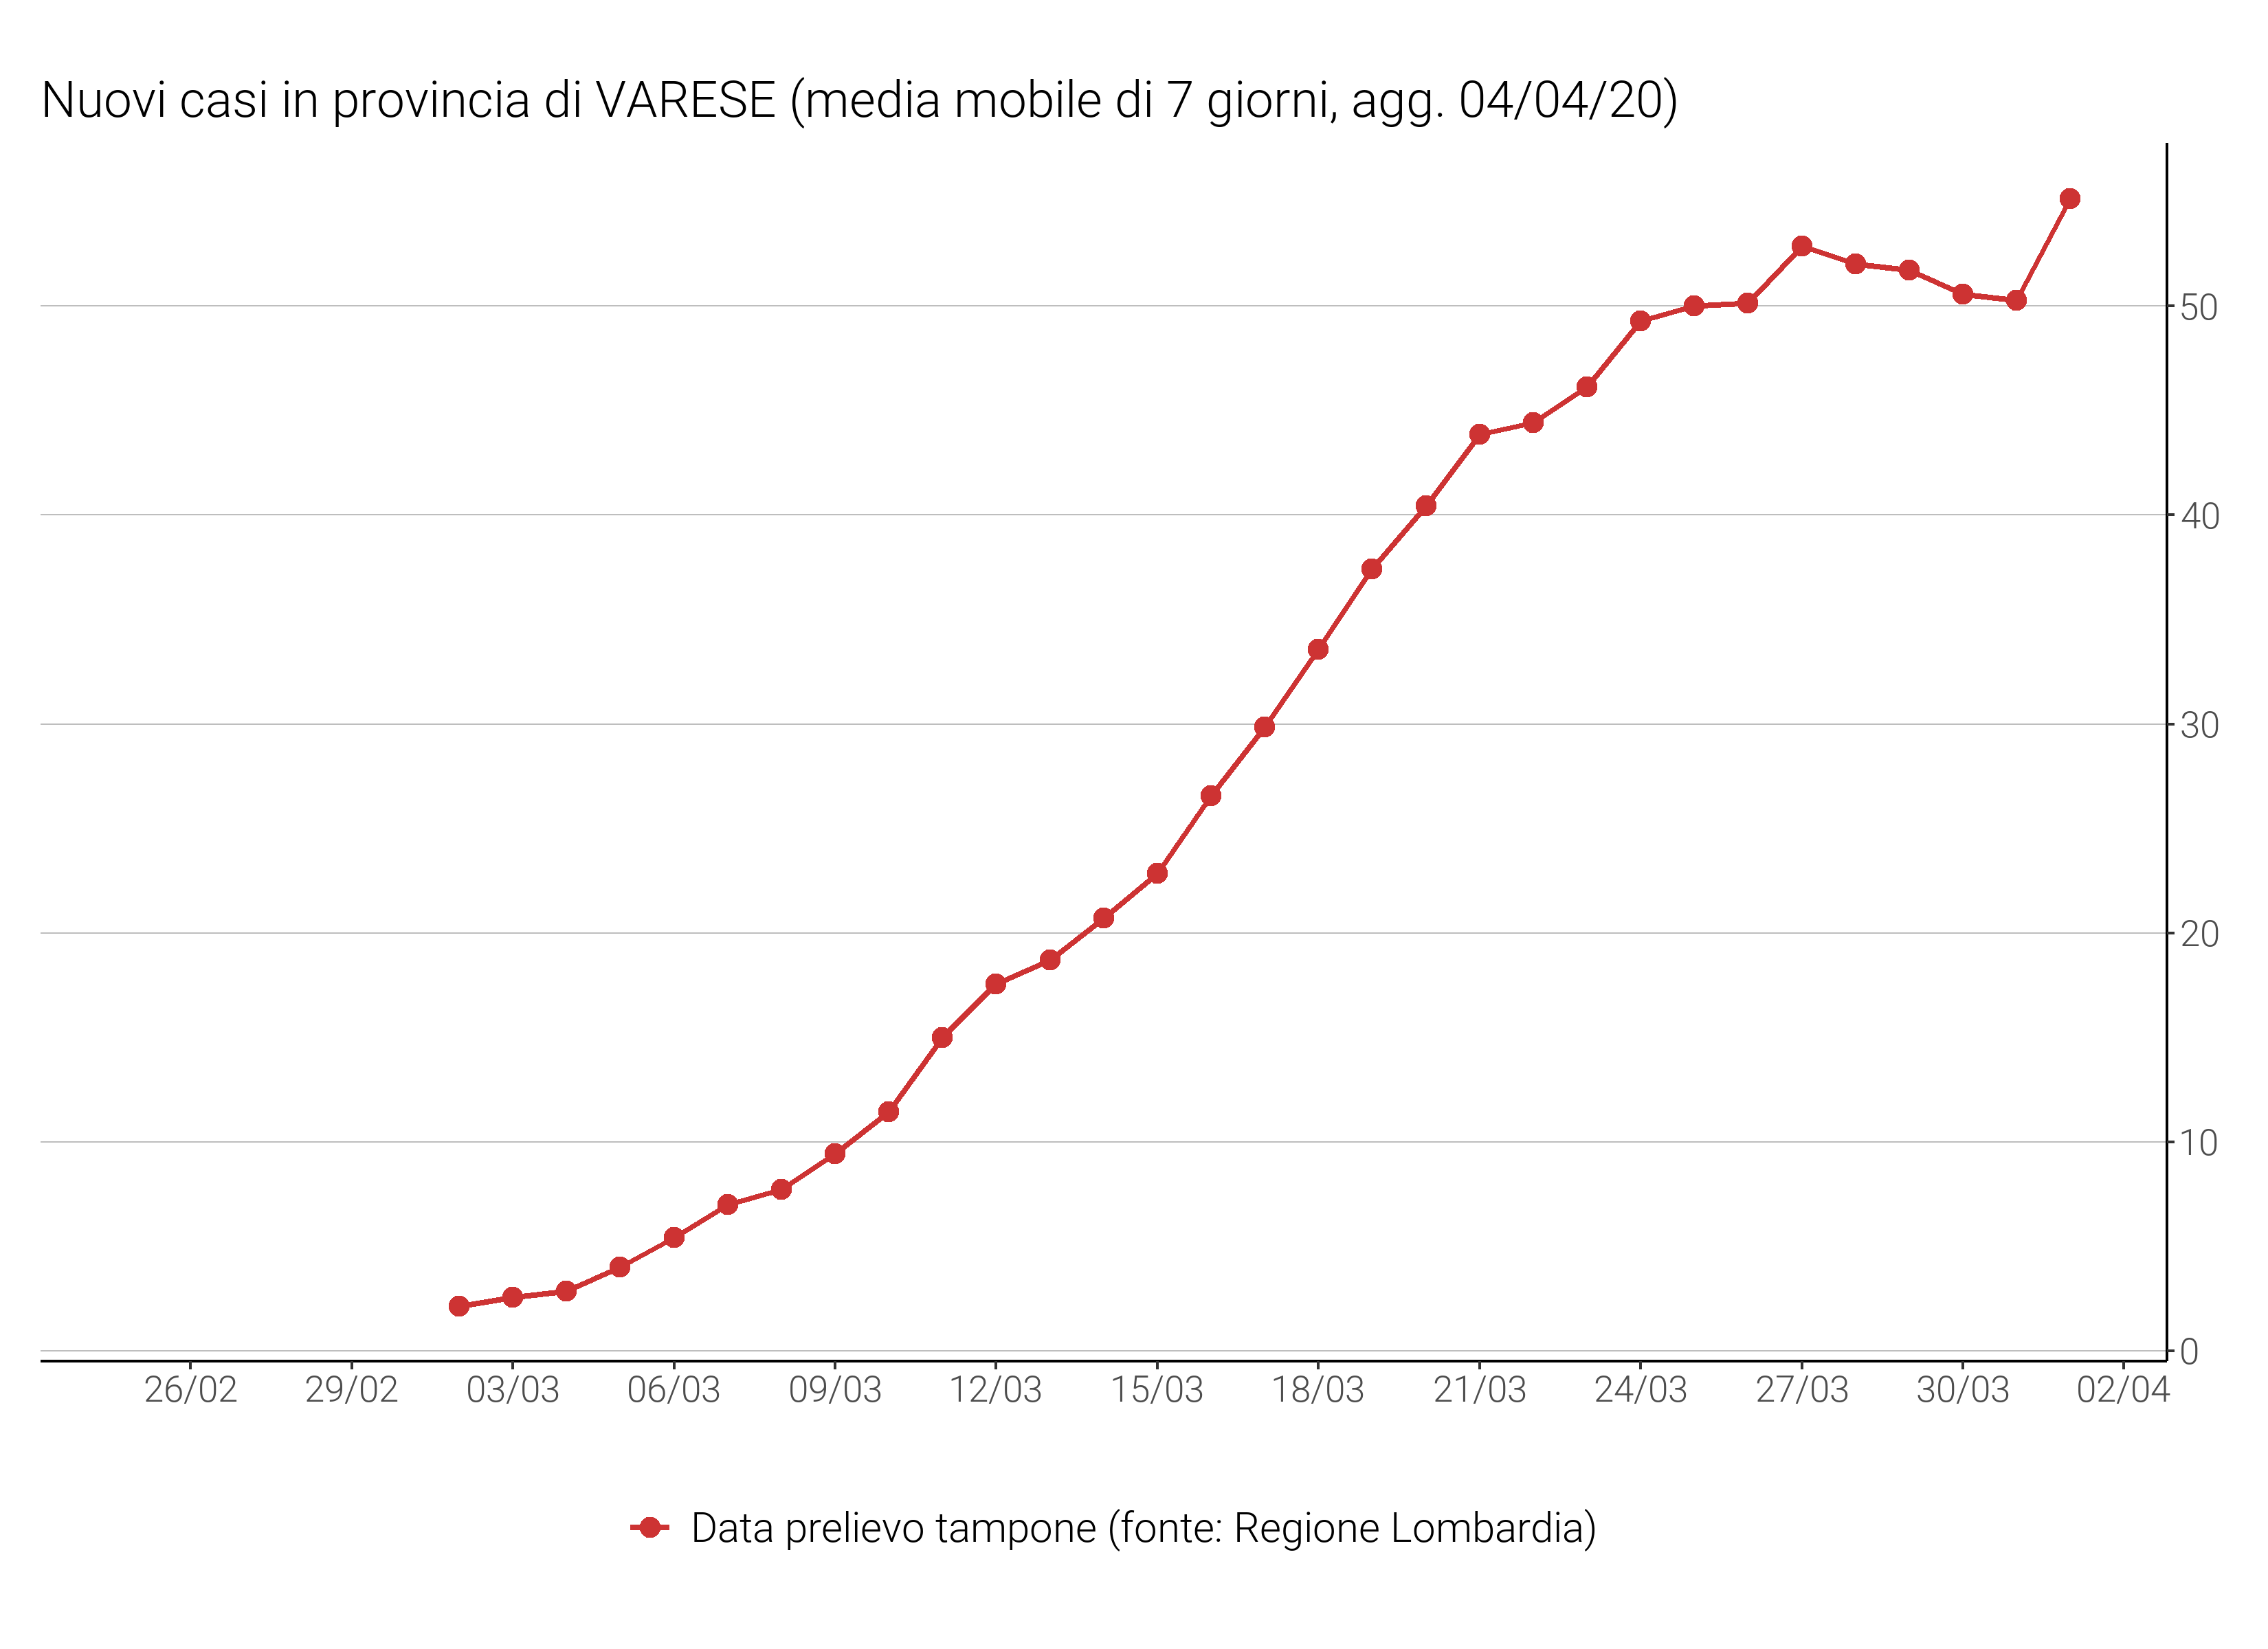 Nuovi casi in provincia di VARESE (media mobile di 7 giorni, agg. 04/04/20)
50
40
30
20
10
0
26/02 29/02 03/03 06/03 09/03 12/03 15/03 18/03 21/03 24/03 27/03 30/03 02/04
Data prelievo tampone (fonte: Regione Lombardia)